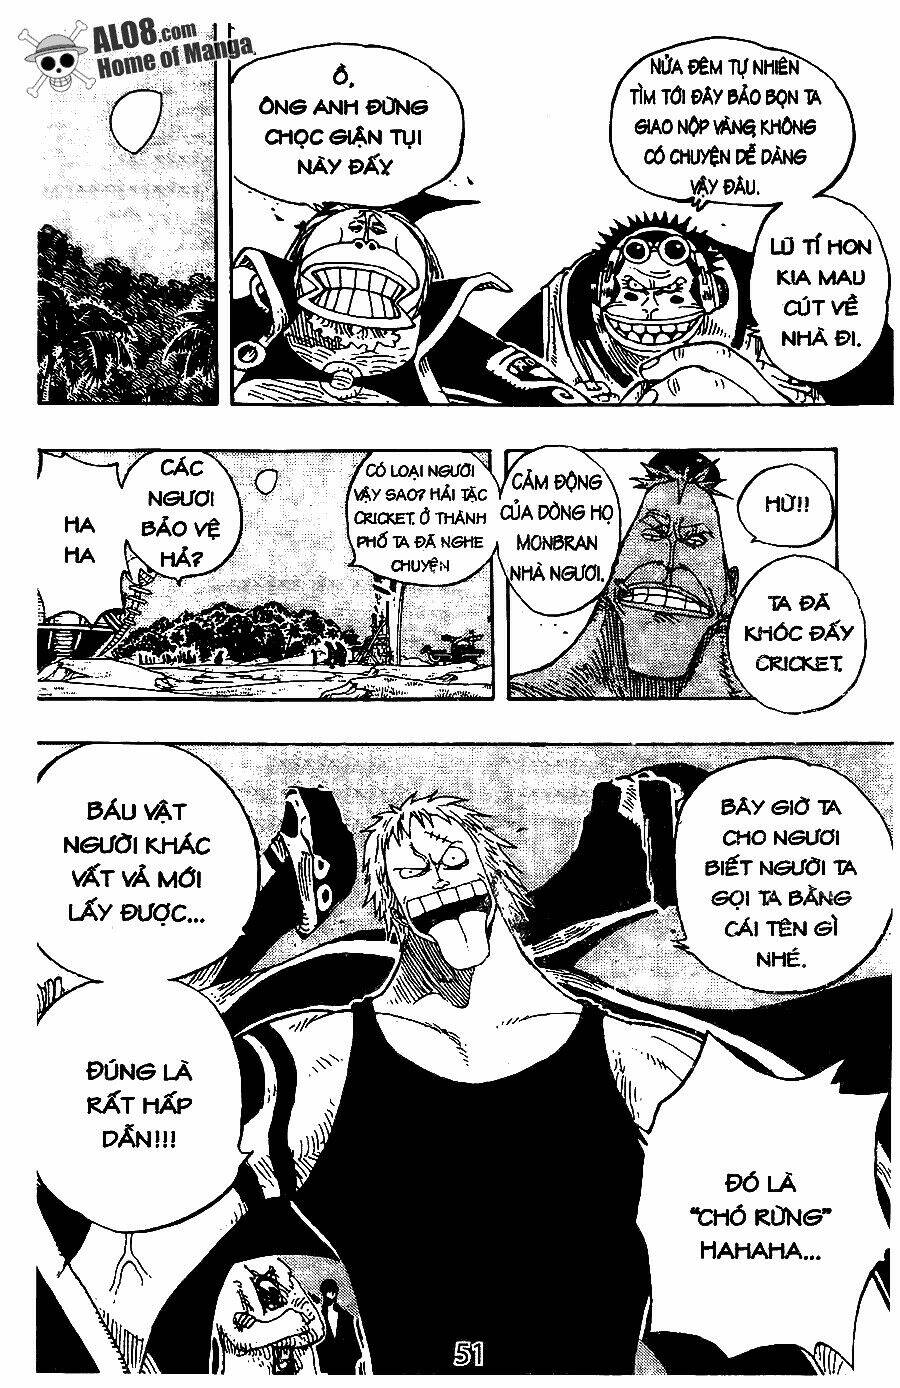 AL08.com
Home of Manga
NỬA ĐÊM TỰ NHIÊN
TÌM TỚI ĐÂY BẢO BỌN TA
GIAO NỘP VÀNG, KHÔNG
CÓ CHUYỆN DỄ DÀNG
VẬY ĐÂU.
LŨ TÍ HON
KIA MAU
CÚT VỀ
NHÀ ĐI.
Ồ,
ÔNG ANH ĐỪNG
CHỌC GIẬN TỤI
NÀY ĐẤY.
HỪ!!
TA ĐÃ
KHÓC ĐẤY
CRICKET.
CẢM ĐỘNG
CỦA DÒNG HỌ
MONBRAN
NHÀ NGƯƠI.
CÓ LOẠI NGƯỜI
VẬY SAO? HẢI TẶC
CRICKET. Ở THÀNH
PHỐ TA ĐÃ NGHE
CHUYỆN
CÁC
NGƯƠI
BẢO VỆ
HẢ?
HA
HA
BÂY GIỜ TA
CHO NGƯƠI
BIẾT NGƯỜI TA
GỌI TA BẰNG
CÁI TÊN GÌ
NHÉ.
BÁU VẬT
NGƯỜI KHÁC
VẤT VẢ MỚI
LẤY ĐƯỢC...
ĐÚNG LÀ
RẤT HẤP
DẪN!!!
ĐÓ LÀ
“CHÓ RỪNG”
HAHAHA...
51